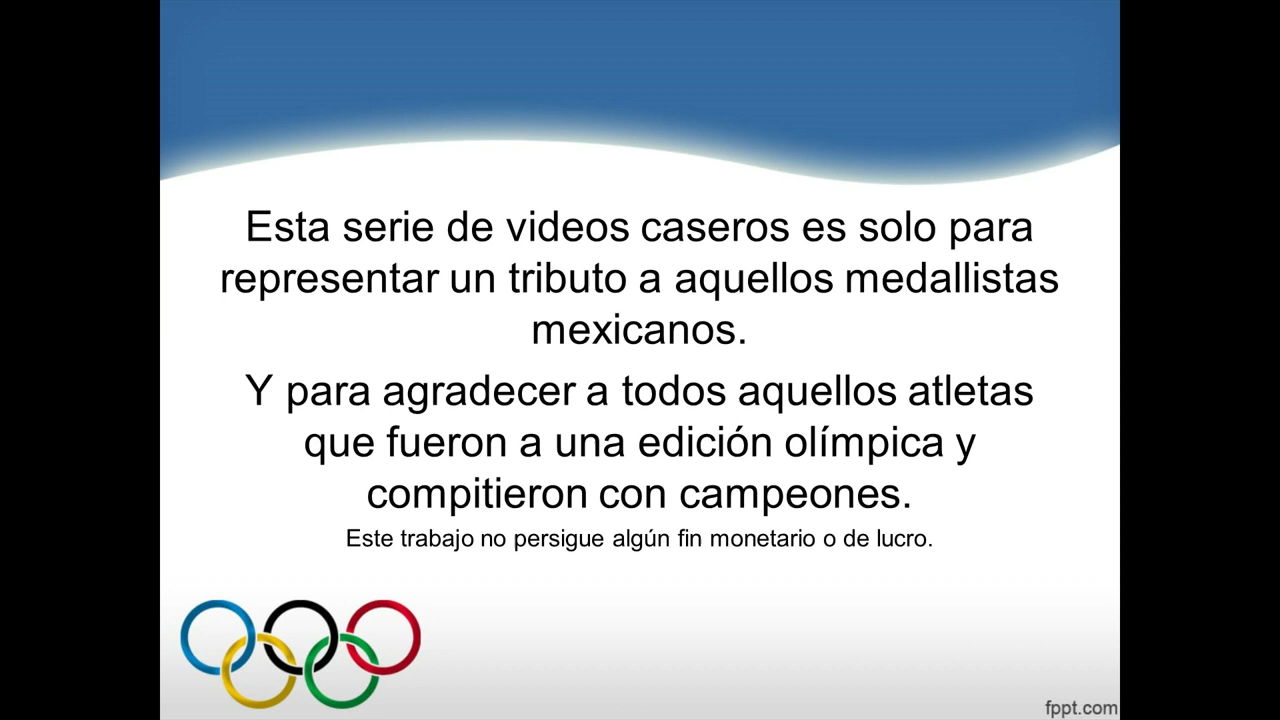 Esta serie de videos caseros es solo para
representar un tributo a aquellos medallistas
mexicanos.
Y para agradecer a todos aquellos atletas
que fueron a una edición olímpica y
compitieron con campeones.
Este trabajo no persigue algún fin monetario o de lucro.
fppt.com